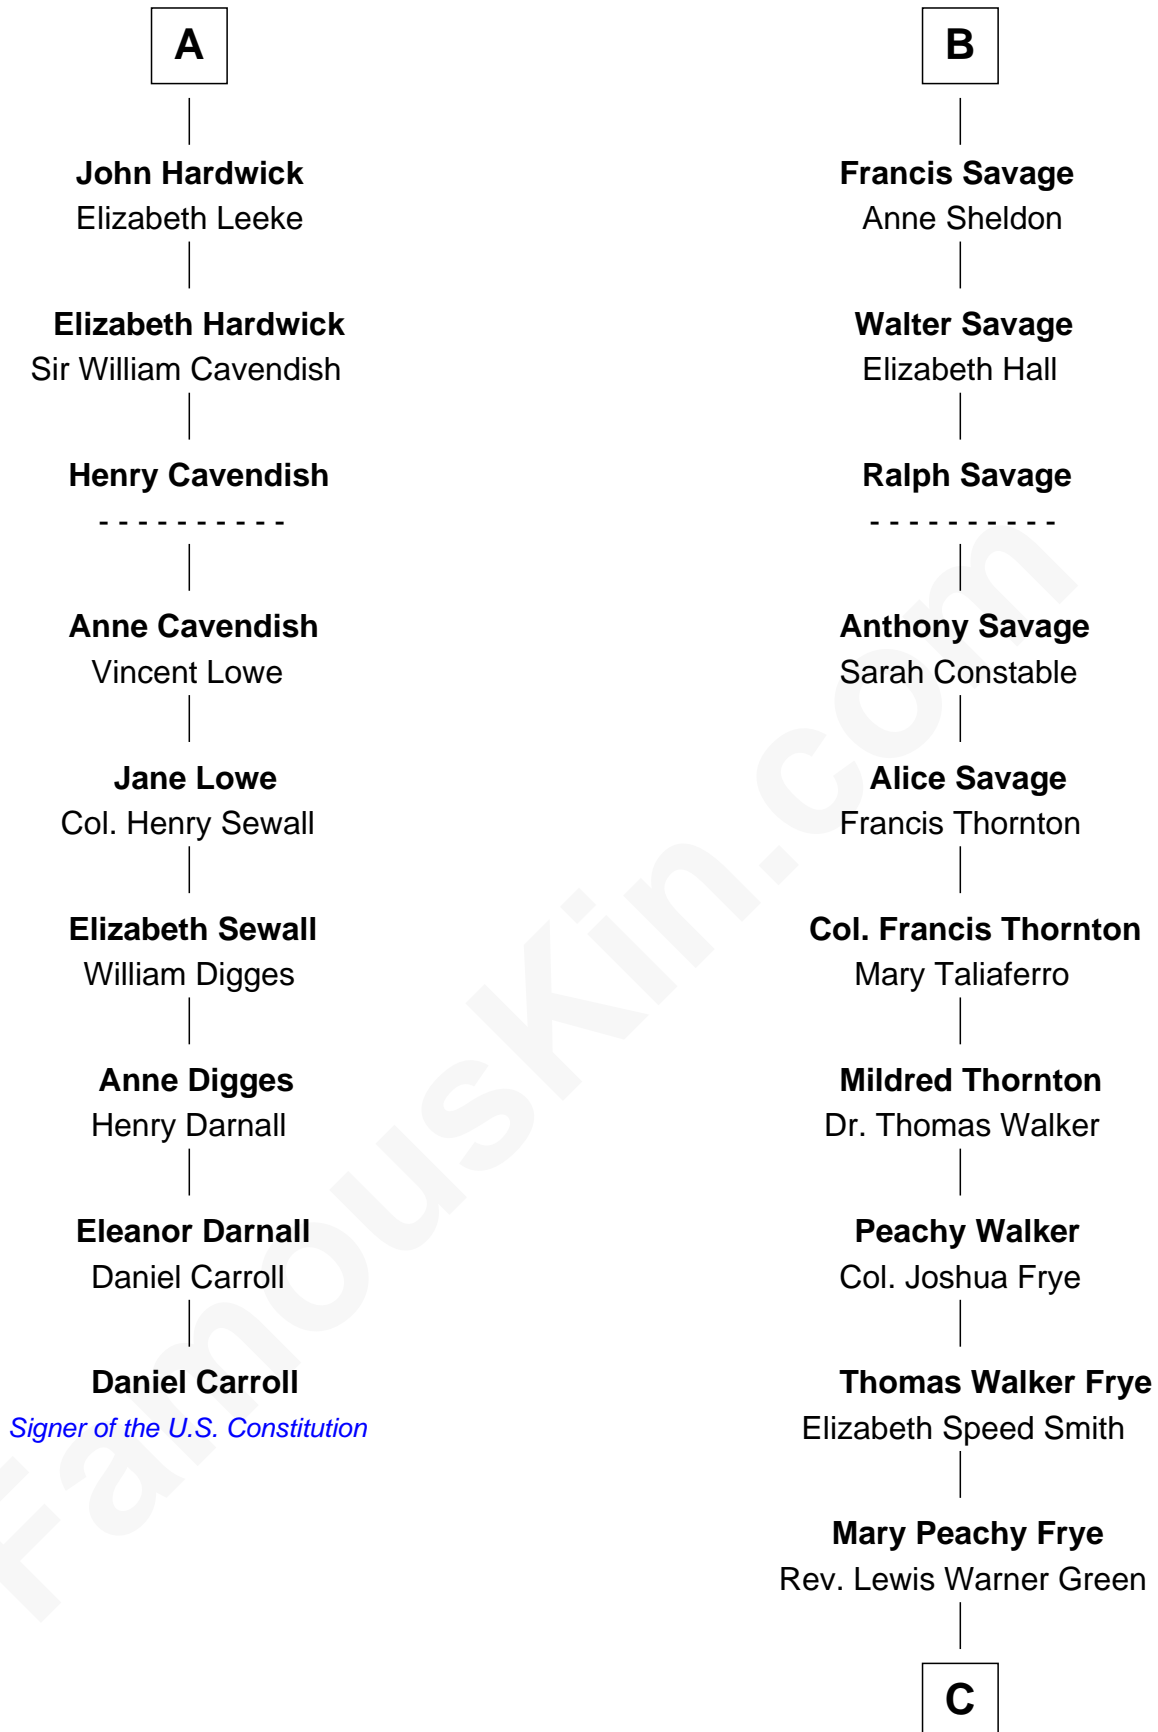 A
John Hardwick
Elizabeth Leeke
Elizabeth Hardwick
Sir William Cavendish
Henry Cavendish
- - - - - - - - - -
Anne Cavendish
Vincent Lowe
Jane Lowe
Col. Henry Sewall
Elizabeth Sewall
William Digges
Anne Digges
Henry Darnall
Eleanor Darnall
Daniel Carroll
Daniel Carroll
Signer of the U.S. Constitution
B
Francis Savage
Anne Sheldon
Walter Savage
Elizabeth Hall
Ralph Savage
- - - - - - - - - -
Anthony Savage
Sarah Constable
Alice Savage
Francis Thornton
Col. Francis Thornton
Mary Taliaferro
Mildred Thornton
Dr. Thomas Walker
Peachy Walker
Col. Joshua Frye
Thomas Walker Frye
Elizabeth Speed Smith
Mary Peachy Frye
Rev. Lewis Warner Green
C
FamousKin.com